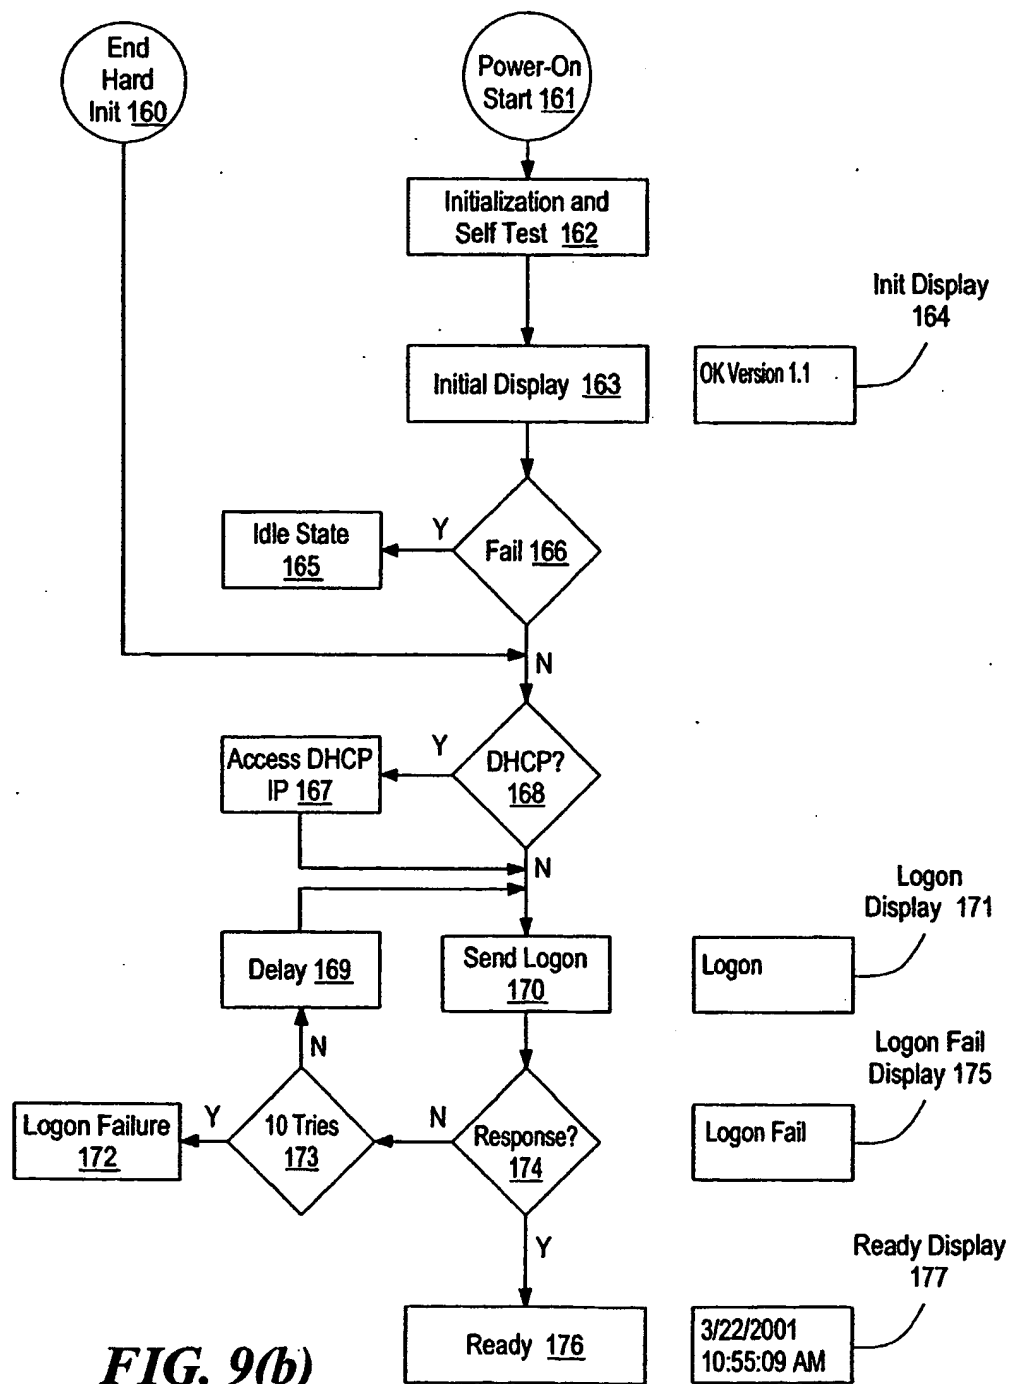 End
Hard
Init 160
Power-On
Start 161
Initialization and
Self Test 162
Init Display
164
Initial Display 163
OK Version 1.1
Idle State
165
Y
Fail 166
N
Access DHCP
IP 167
Y
DHCP?
168
N
Logon
Display 171
Delay 169
Send Logon
170
Logon
N
Logon Fail
Display 175
Logon Failure
172
Y
10 Tries
173
N
Response?
174
Logon Fail
Y
Ready Display
177
Ready 176
3/22/2001
10:55:09 AM
FIG. 9(b)